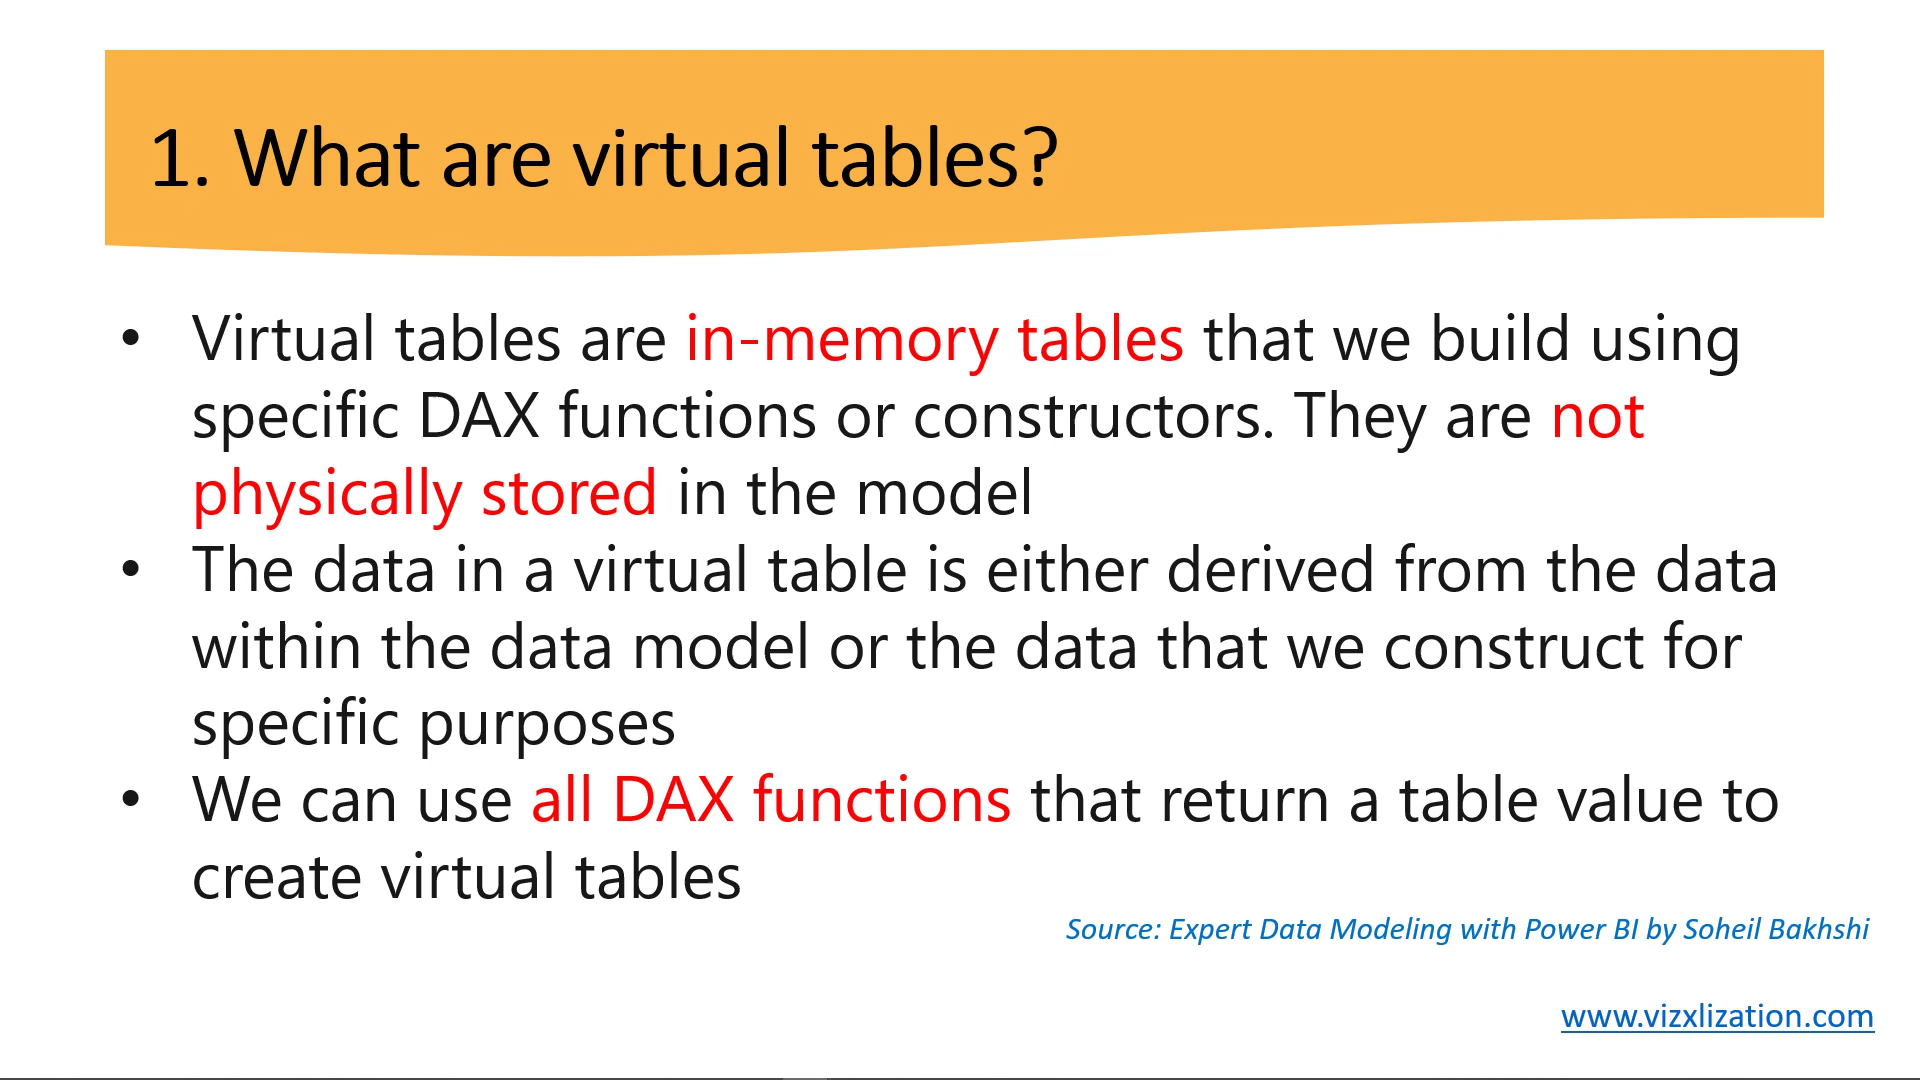 1. What are virtual tables?
• Virtual tables are in-memory tables that we build using
specific DAX functions or constructors. They are not
physically stored in the model
• The data in a virtual table is either derived from the data
within the data model or the data that we construct for
specific purposes
• We can use all DAX functions that return a table value to
create virtual tables
Source: Expert Data Modeling with Power BI by Soheil Bakhshi
www.vizxlization.com